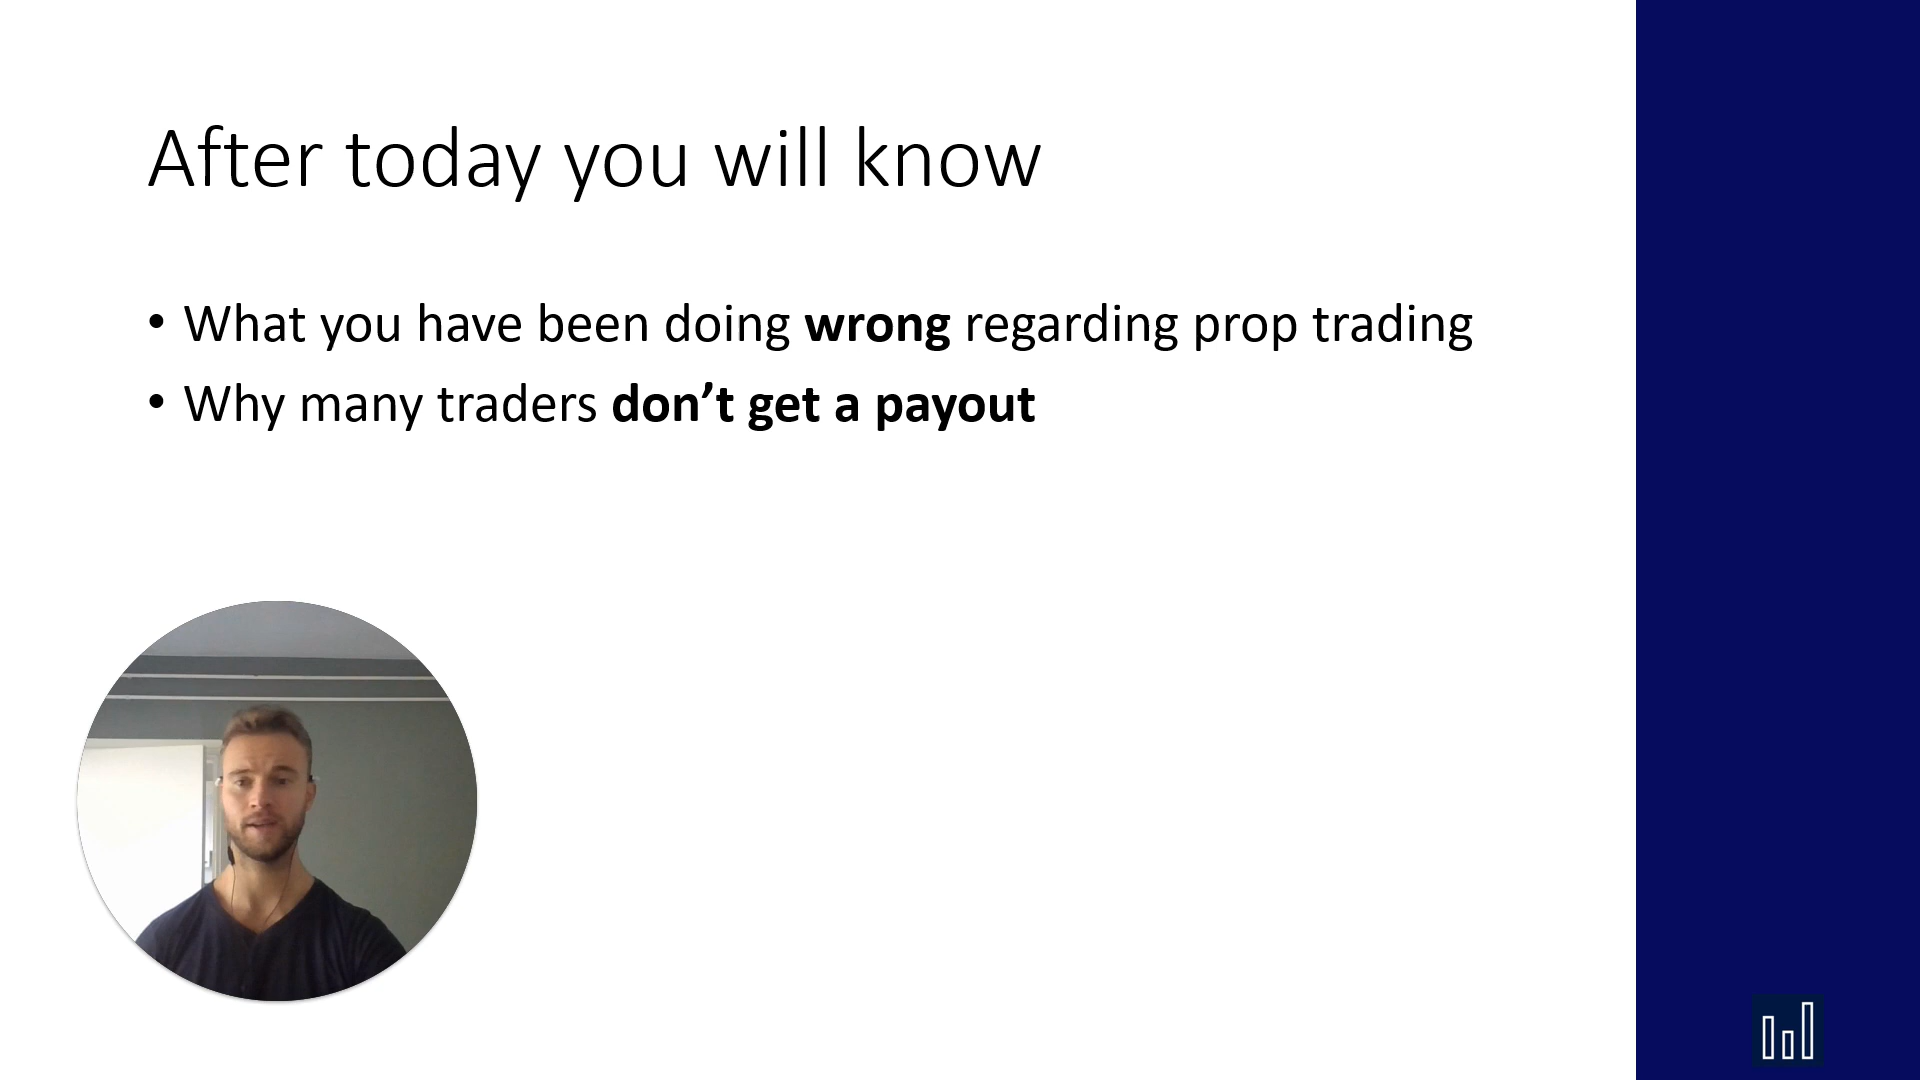 After today you will know
• What you have been doing wrong regarding prop trading
• Why many traders don’t get a payout